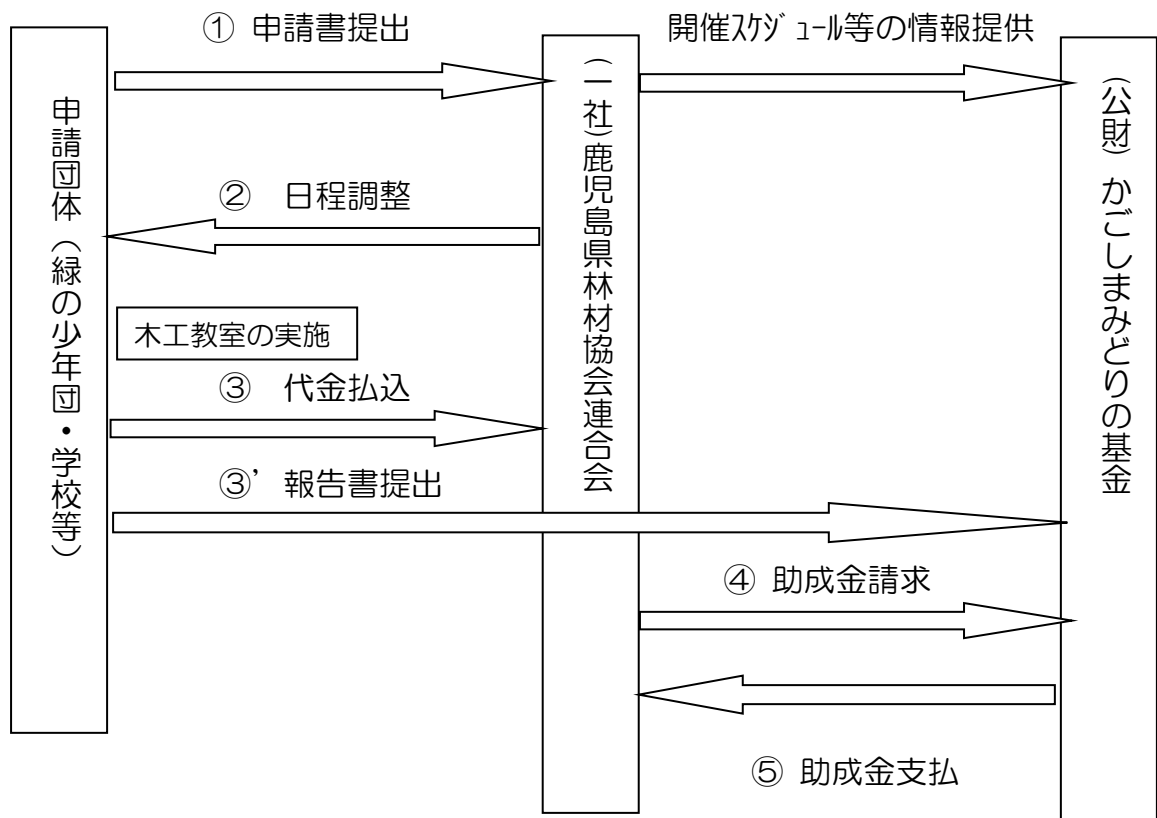 ① 申請書提出
開催ｽｹｼﾞｭｰﾙ等の情報提供
申請団体（緑の少年団・学校等）
（一社）鹿児島県林材協会連合会
（公財）かごしまみどりの基金
② 日程調整
木工教室の実施
③ 代金払込
③’報告書提出
④ 助成金請求
⑤ 助成金支払